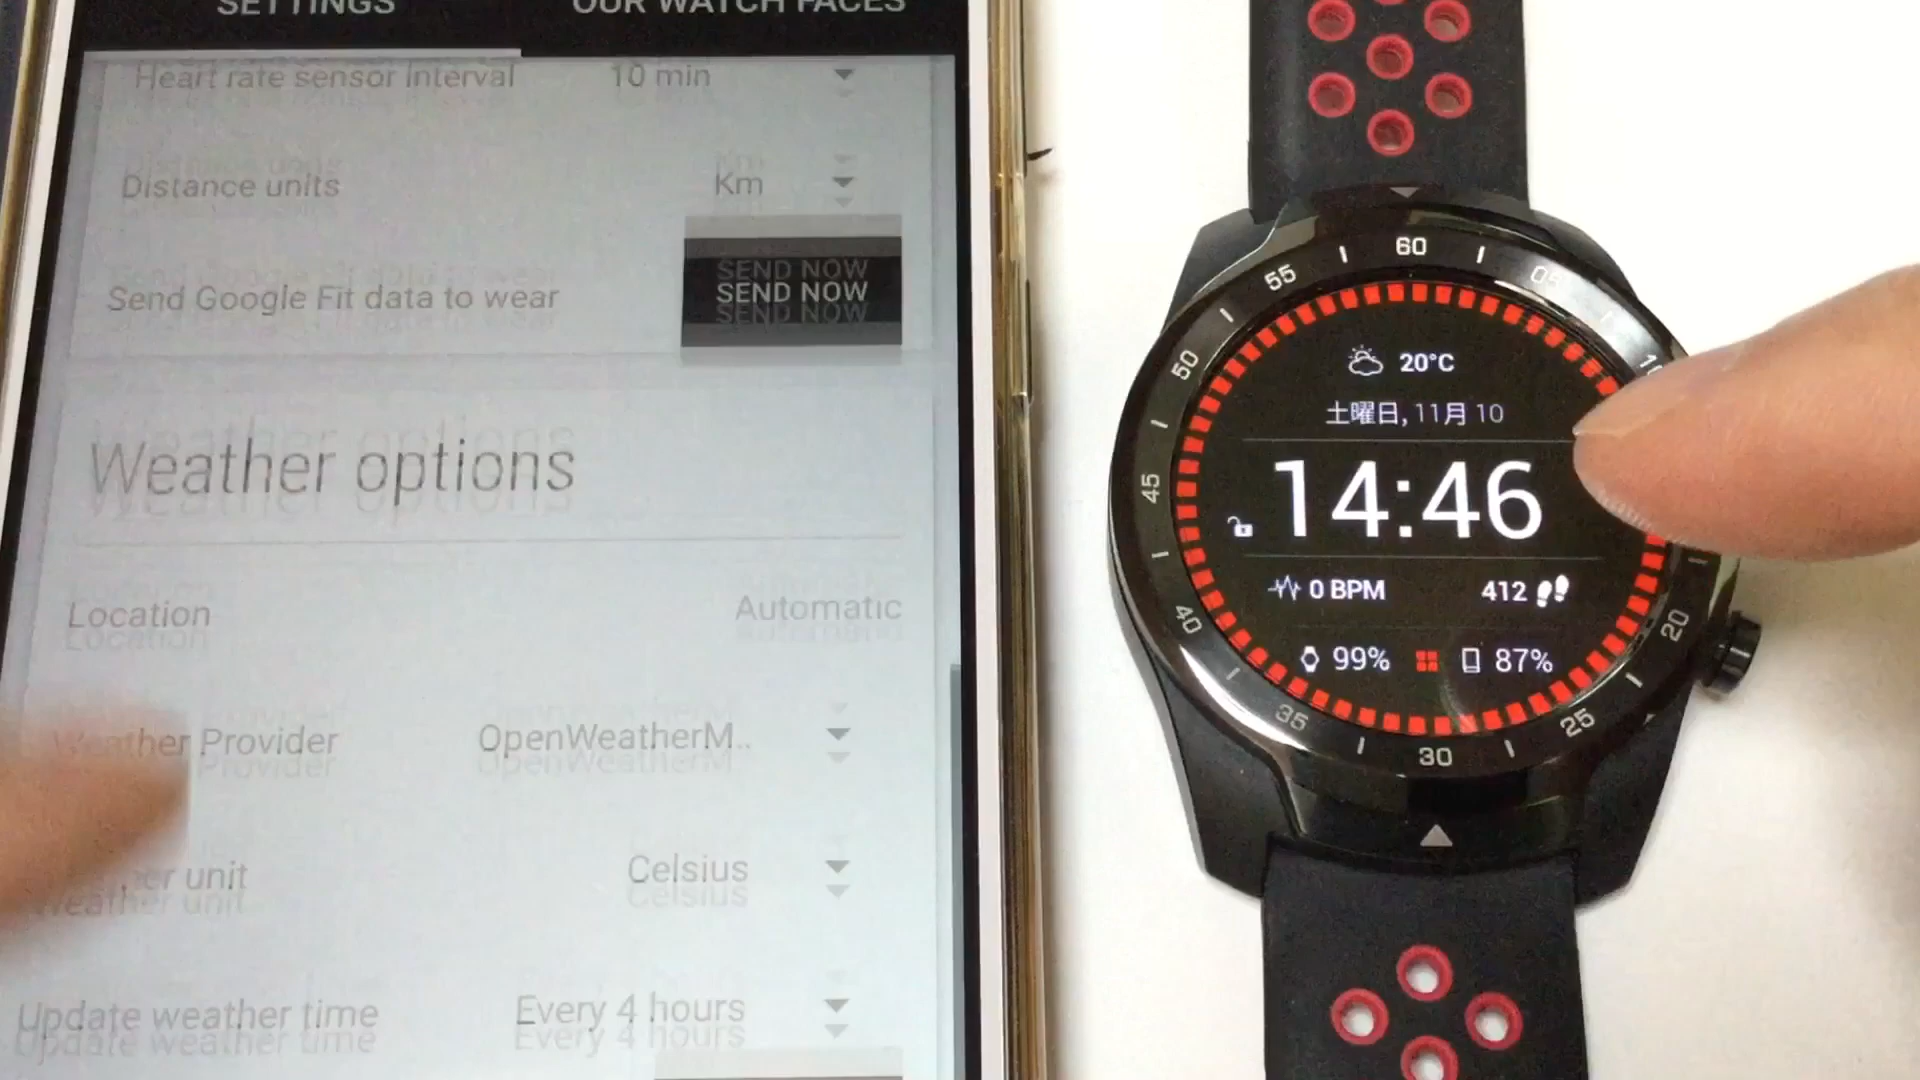 SETTINGS
OUR WATCH FACES
Heart rate sensor interval
10 min
Distance units
Km
Send Google Fit data to wear
SEND NOW
Weather options
Location
Automatic
Weather Provider
OpenWeatherM..
unit
Celsius
Update weather time
Every 4 hours
60
05
20
25
30
35
40
45
50
55
20°C
土曜日, 11月 10
14:46
0 BPM
412
99%
87%